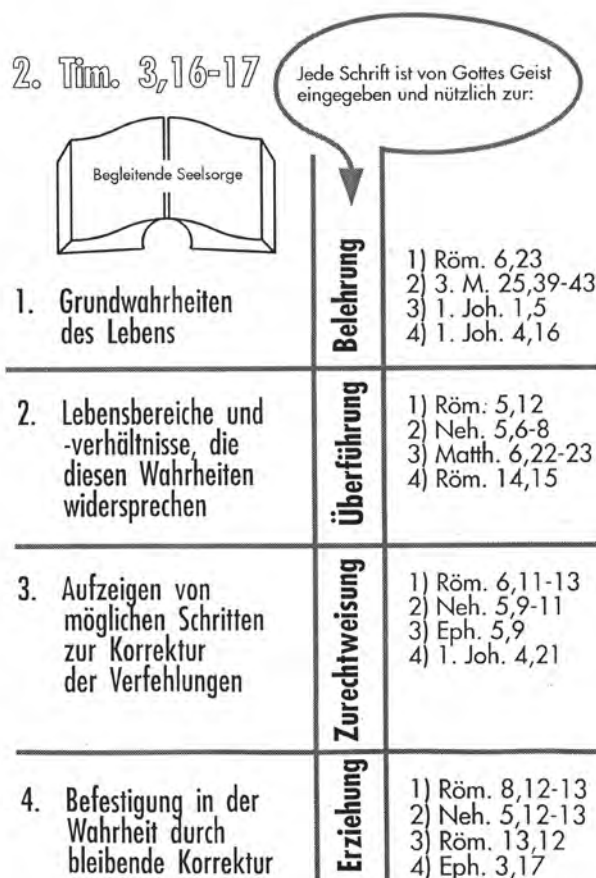 2. Tim. 3,16-17
Jede Schrift ist von Gottes Geist
eingegeben und nützlich zur:
Begleitende Seelsorge
1. Grundwahrheiten
des Lebens
Belehrung
1) Röm. 6,23
2) 3. M. 25,39-43
3) 1. Joh. 1,5
4) 1. Joh. 4,16
2. Lebensbereiche und
-verhältnisse, die
diesen Wahrheiten
widersprechen
Überführung
1) Röm. 5,12
2) Neh. 5,6-8
3) Matth. 6,22-23
4) Röm. 14,15
3. Aufzeigen von
möglichen Schritten
zur Korrektur
der Verfehlungen
Zurechtweisung
1) Röm. 6,11-13
2) Neh. 5,9-11
3) Eph. 5,9
4) 1. Joh. 4,21
4. Befestigung in der
Wahrheit durch
bleibende Korrektur
Erziehung
1) Röm. 8,12-13
2) Neh. 5,12-13
3) Röm. 13,12
4) Eph. 3,17